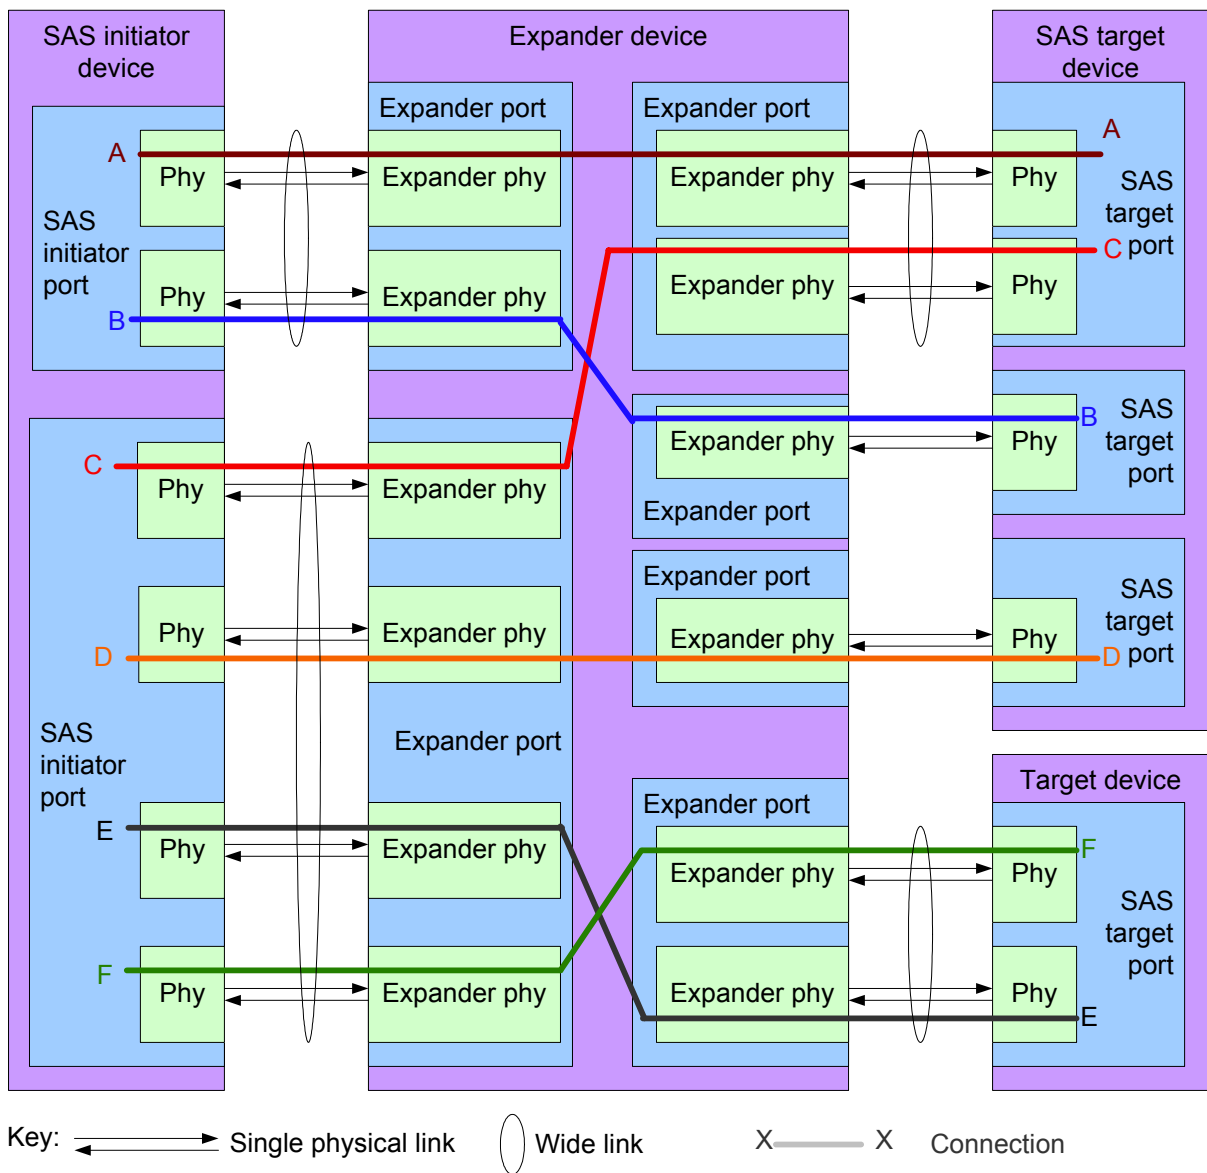 SAS initiator
device
Expander device
SAS target
device
Expander port
Expander port
A
Phy
Expander phy
Expander phy
Phy
A
SAS
target
port
SAS
initiator
port
Phy
Expander phy
Expander phy
Phy
C
B
Expander phy
Phy
B
SAS
target
port
Expander port
C
Phy
Expander phy
Expander port
D
Phy
Expander phy
Expander phy
Phy
SAS
target
port
D
SAS
initiator
port
Expander port
Target device
Expander port
E
Phy
Expander phy
Expander phy
Phy
F
SAS
target
port
F
Phy
Expander phy
Expander phy
Phy
E
Key:
Single physical link
Wide link
X X
Connection